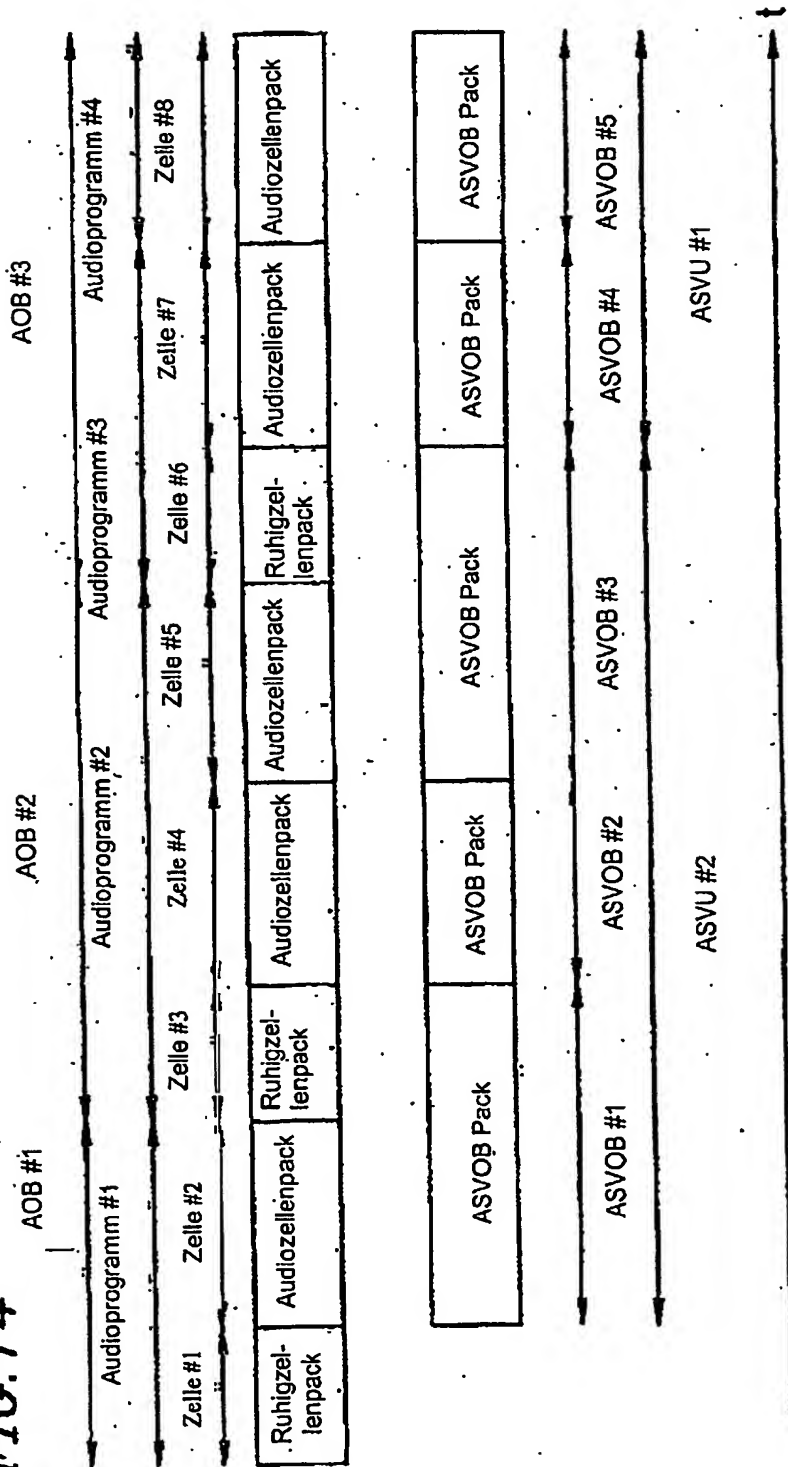 FIG.74
AOB #1
AOB #2
AOB #3
Audioprogramm #1
Audioprogramm #2
Audioprogramm #3
Audioprogramm #4
Zelle #1
Zelle #2
Zelle #3
Zelle #4
Zelle #5
Zelle #6
Zelle #7
Zelle #8
Ruhigzel-
lenpack
Audiozellenpack
Ruhigzel-
lenpack
Audiozellenpack
Audiozellenpack
Ruhigzel-
lenpack
Audiozellenpack
Audiozellenpack
ASVOB Pack
ASVOB Pack
ASVOB Pack
ASVOB Pack
ASVOB Pack
ASVOB #1
ASVOB #2
ASVOB #3
ASVOB #4
ASVOB #5
ASVU #2
ASVU #1
t